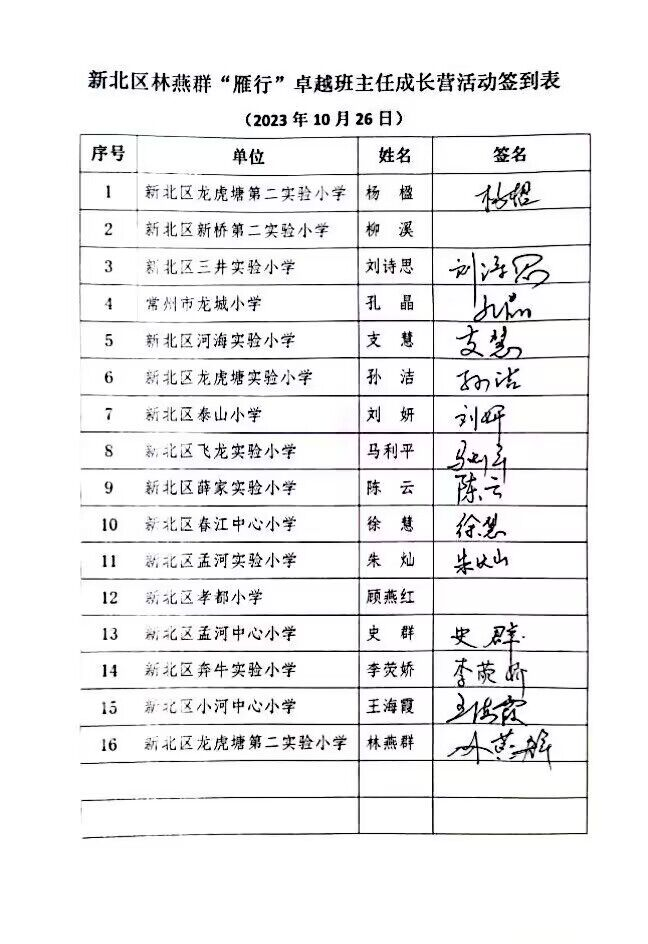 新北区林燕群“雁行”卓越班主任成长营活动签到表
（2023 年 10 月 26 日）
序号 单位 姓名 签名
1 新北区龙虎塘第二实验小学 杨 楹 杨楹
2 新北区新桥第二实验小学 柳 溪
3 新北区三井实验小学 刘诗思 刘诗思
4 常州市龙城小学 孔 晶 孔晶
5 新北区河海实验小学 支 慧 支慧
6 新北区龙虎塘实验小学 孙 洁 孙洁
7 新北区泰山小学 刘 妍 刘妍
8 新北区飞龙实验小学 马利平 马利平
9 新北区薛家实验小学 陈 云 陈云
10 新北区春江中心小学 徐 慧 徐慧
11 新北区孟河实验小学 朱 灿 朱灿
12 新北区孝都小学 顾燕红
13 新北区孟河中心小学 史 群 史群
14 新北区奔牛实验小学 李荧娇 李荧娇
15 新北区小河中心小学 王海霞 王海霞
16 新北区龙虎塘第二实验小学 林燕群 林燕群